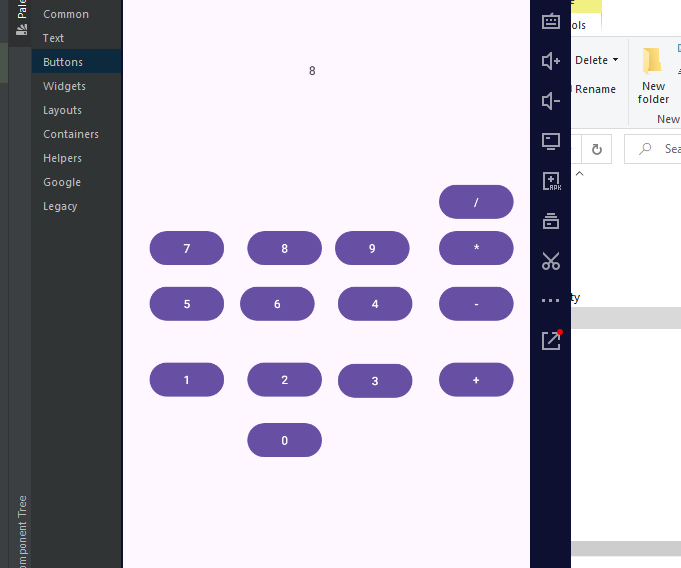 Pale
Common
Text
Buttons
Widgets
Layouts
Containers
Helpers
Google
Legacy
omponent Tree
8
/
7
8
9
*
5
6
4
-
1
2
3
+
0
APK
ols
Delete
Rename
New
folder
New
Sea
ty